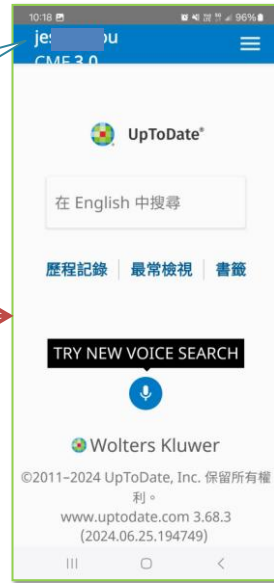 10:18 96%
CME 3.0
UpToDate®
在 English 中搜尋
歷程記錄 最常檢視 書籤
TRY NEW VOICE SEARCH
Wolters Kluwer
©2011–2024 UpToDate, Inc. 保留所有權
利。
www.uptodate.com 3.68.3
(2024.06.25.194749)